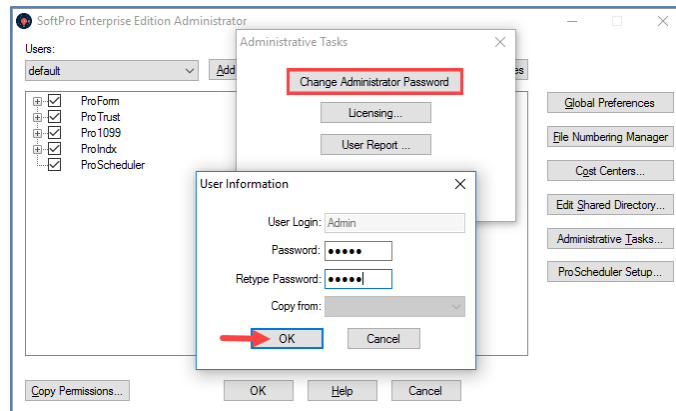 SoftPro Enterprise Edition Administrator
Users:
default
Add
Administrative Tasks
Change Administrator Password
Licensing...
User Report ...
ProForm
ProTrust
Pro1099
ProIndx
ProScheduler
Global Preferences
File Numbering Manager
Cost Centers...
Edit Shared Directory...
Administrative Tasks...
ProScheduler Setup...
User Information
User Login: Admin
Password: •••••
Retype Password: •••••
Copy from:
OK Cancel
Copy Permissions... OK Help Cancel